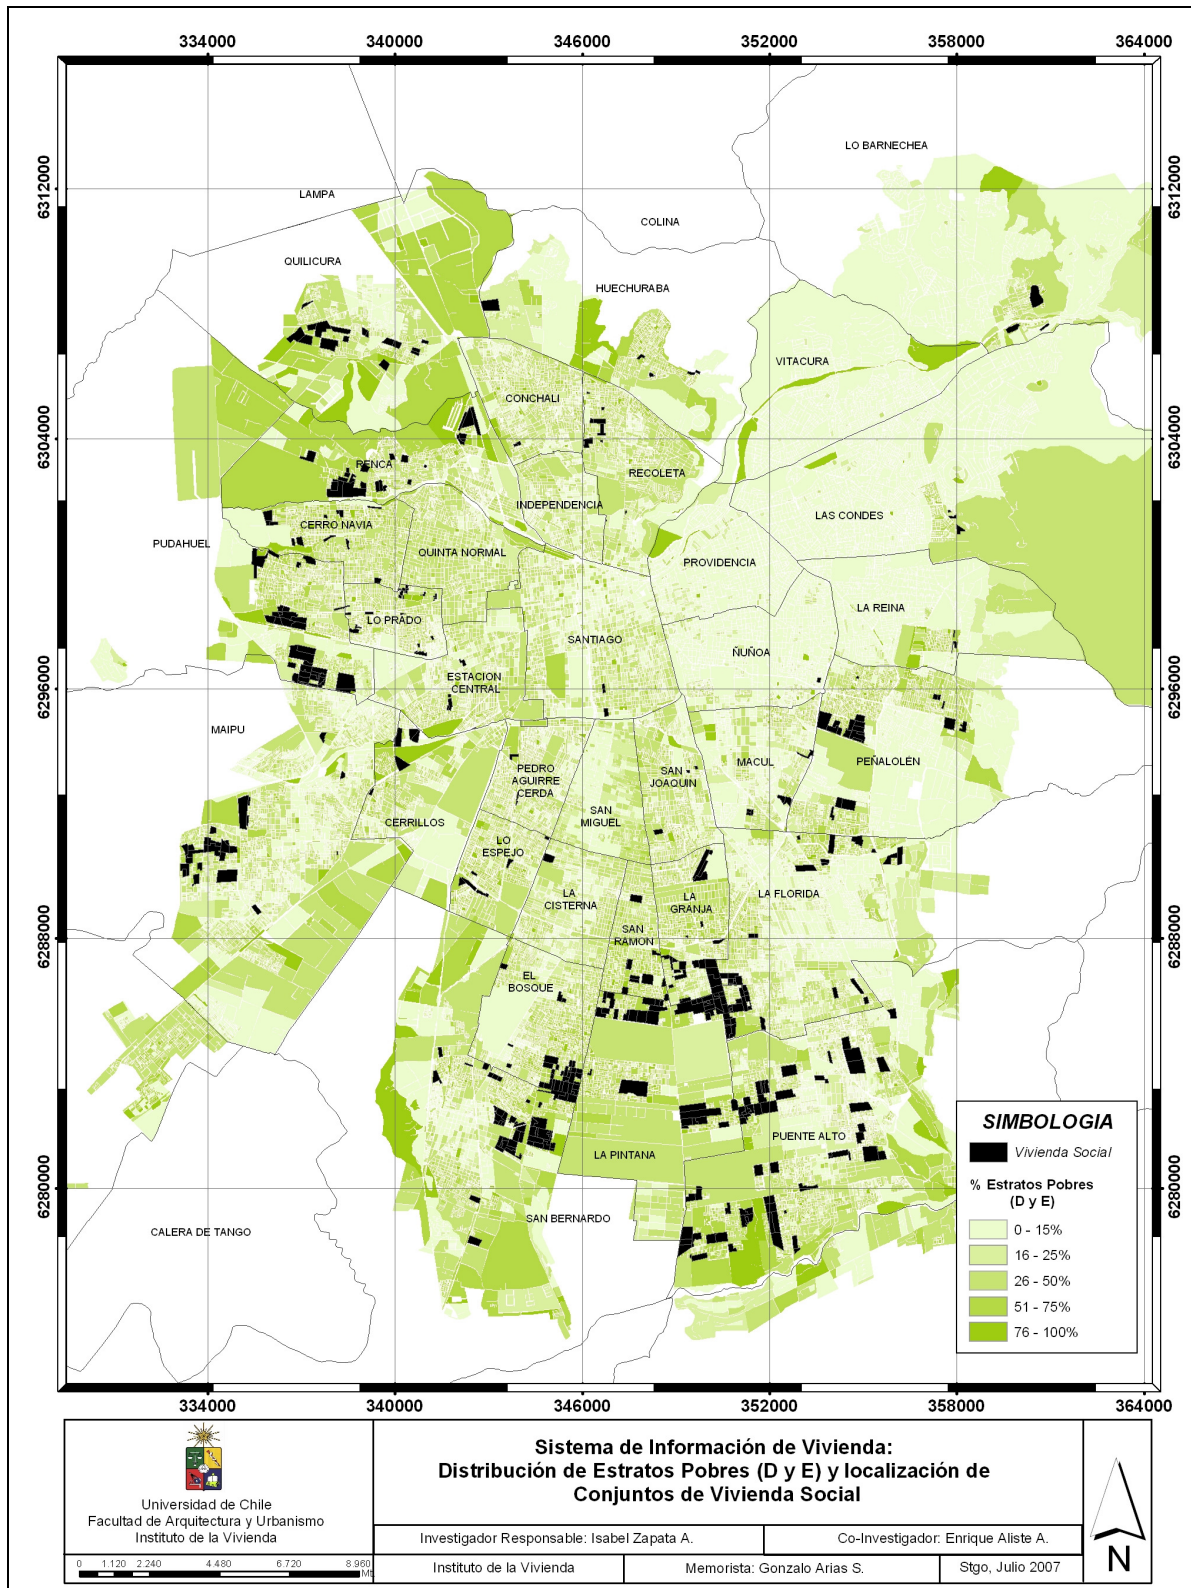 334000 340000 346000 352000 358000 364000
6312000 6312000
6304000 6304000
6296000 6296000
6288000 6288000
6280000 6280000
LO BARNECHEA
LAMPA
COLINA
QUILICURA
HUECHURABA
VITACURA
CONCHALI
RENCA
RECOLETA
INDEPENDENCIA
LAS CONDES
CERRO NAVIA
PUDAHUEL
QUINTA NORMAL
PROVIDENCIA
LA REINA
LO PRADO
SANTIAGO
ÑUÑOA
ESTACION
CENTRAL
MAIPU
PEDRO
AGUIRRE
CERDA
SAN
JOAQUIN
MACUL
PEÑALOLÉN
SAN
MIGUEL
CERRILLOS
LO
ESPEJO
LA
CISTERNA
LA
GRANJA
LA FLORIDA
SAN
RAMON
EL
BOSQUE
PUENTE ALTO
LA PINTANA
SAN BERNARDO
CALERA DE TANGO
SIMBOLOGIA
Vivienda Social
% Estratos Pobres
(D y E)
0 - 15%
16 - 25%
26 - 50%
51 - 75%
76 - 100%
334000 340000 346000 352000 358000 364000
Universidad de Chile
Facultad de Arquitectura y Urbanismo
Instituto de la Vivienda
0 1.120 2.240 4.480 6.720 8.960
Mt
Sistema de Información de Vivienda:
Distribución de Estratos Pobres (D y E) y localización de
Conjuntos de Vivienda Social
Investigador Responsable: Isabel Zapata A.
Co-Investigador: Enrique Aliste A.
Instituto de la Vivienda
Memorista: Gonzalo Arias S.
Stgo, Julio 2007
N